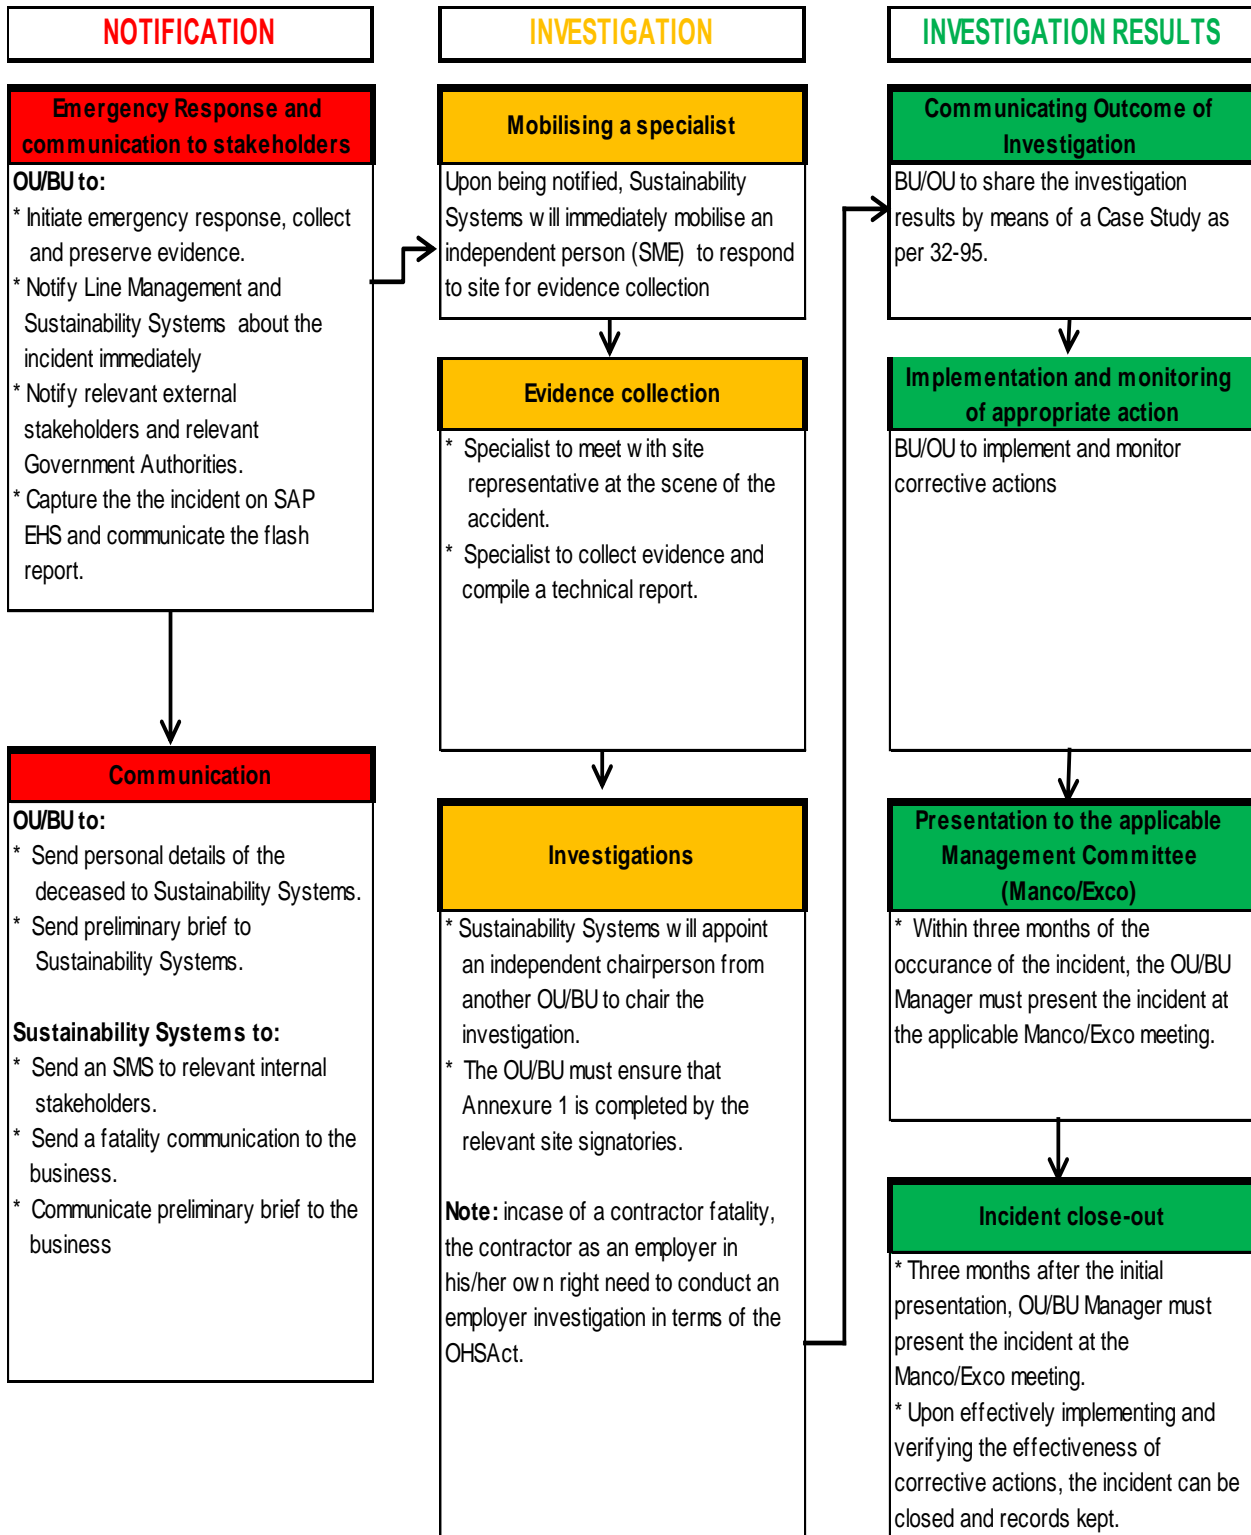 NOTIFICATION
Emergency Response and
communication to stakeholders
OU/BU to:
* Initiate emergency response, collect
and preserve evidence.
* Notify Line Management and
Sustainability Systems about the
incident immediately
* Notify relevant external
stakeholders and relevant
Government Authorities.
* Capture the the incident on SAP
EHS and communicate the flash
report.
Communication
OU/BU to:
* Send personal details of the
deceased to Sustainability Systems.
* Send preliminary brief to
Sustainability Systems.
Sustainability Systems to:
* Send an SMS to relevant internal
stakeholders.
* Send a fatality communication to the
business.
* Communicate preliminary brief to the
business
INVESTIGATION
Mobilising a specialist
Upon being notified, Sustainability
Systems will immediately mobilise an
independent person (SME) to respond
to site for evidence collection
Evidence collection
* Specialist to meet with site
representative at the scene of the
accident.
* Specialist to collect evidence and
compile a technical report.
Investigations
* Sustainability Systems will appoint
an independent chairperson from
another OU/BU to chair the
investigation.
* The OU/BU must ensure that
Annexure 1 is completed by the
relevant site signatories.
Note: incase of a contractor fatality,
the contractor as an employer in
his/her own right need to conduct an
employer investigation in terms of the
OHSAct.
INVESTIGATION RESULTS
Communicating Outcome of
Investigation
BU/OU to share the investigation
results by means of a Case Study as
per 32-95.
Implementation and monitoring
of appropriate action
BU/OU to implement and monitor
corrective actions
Presentation to the applicable
Management Committee
(Manco/Exco)
* Within three months of the
occurance of the incident, the OU/BU
Manager must present the incident at
the applicable Manco/Exco meeting.
Incident close-out
* Three months after the initial
presentation, OU/BU Manager must
present the incident at the
Manco/Exco meeting.
* Upon effectively implementing and
verifying the effectiveness of
corrective actions, the incident can be
closed and records kept.